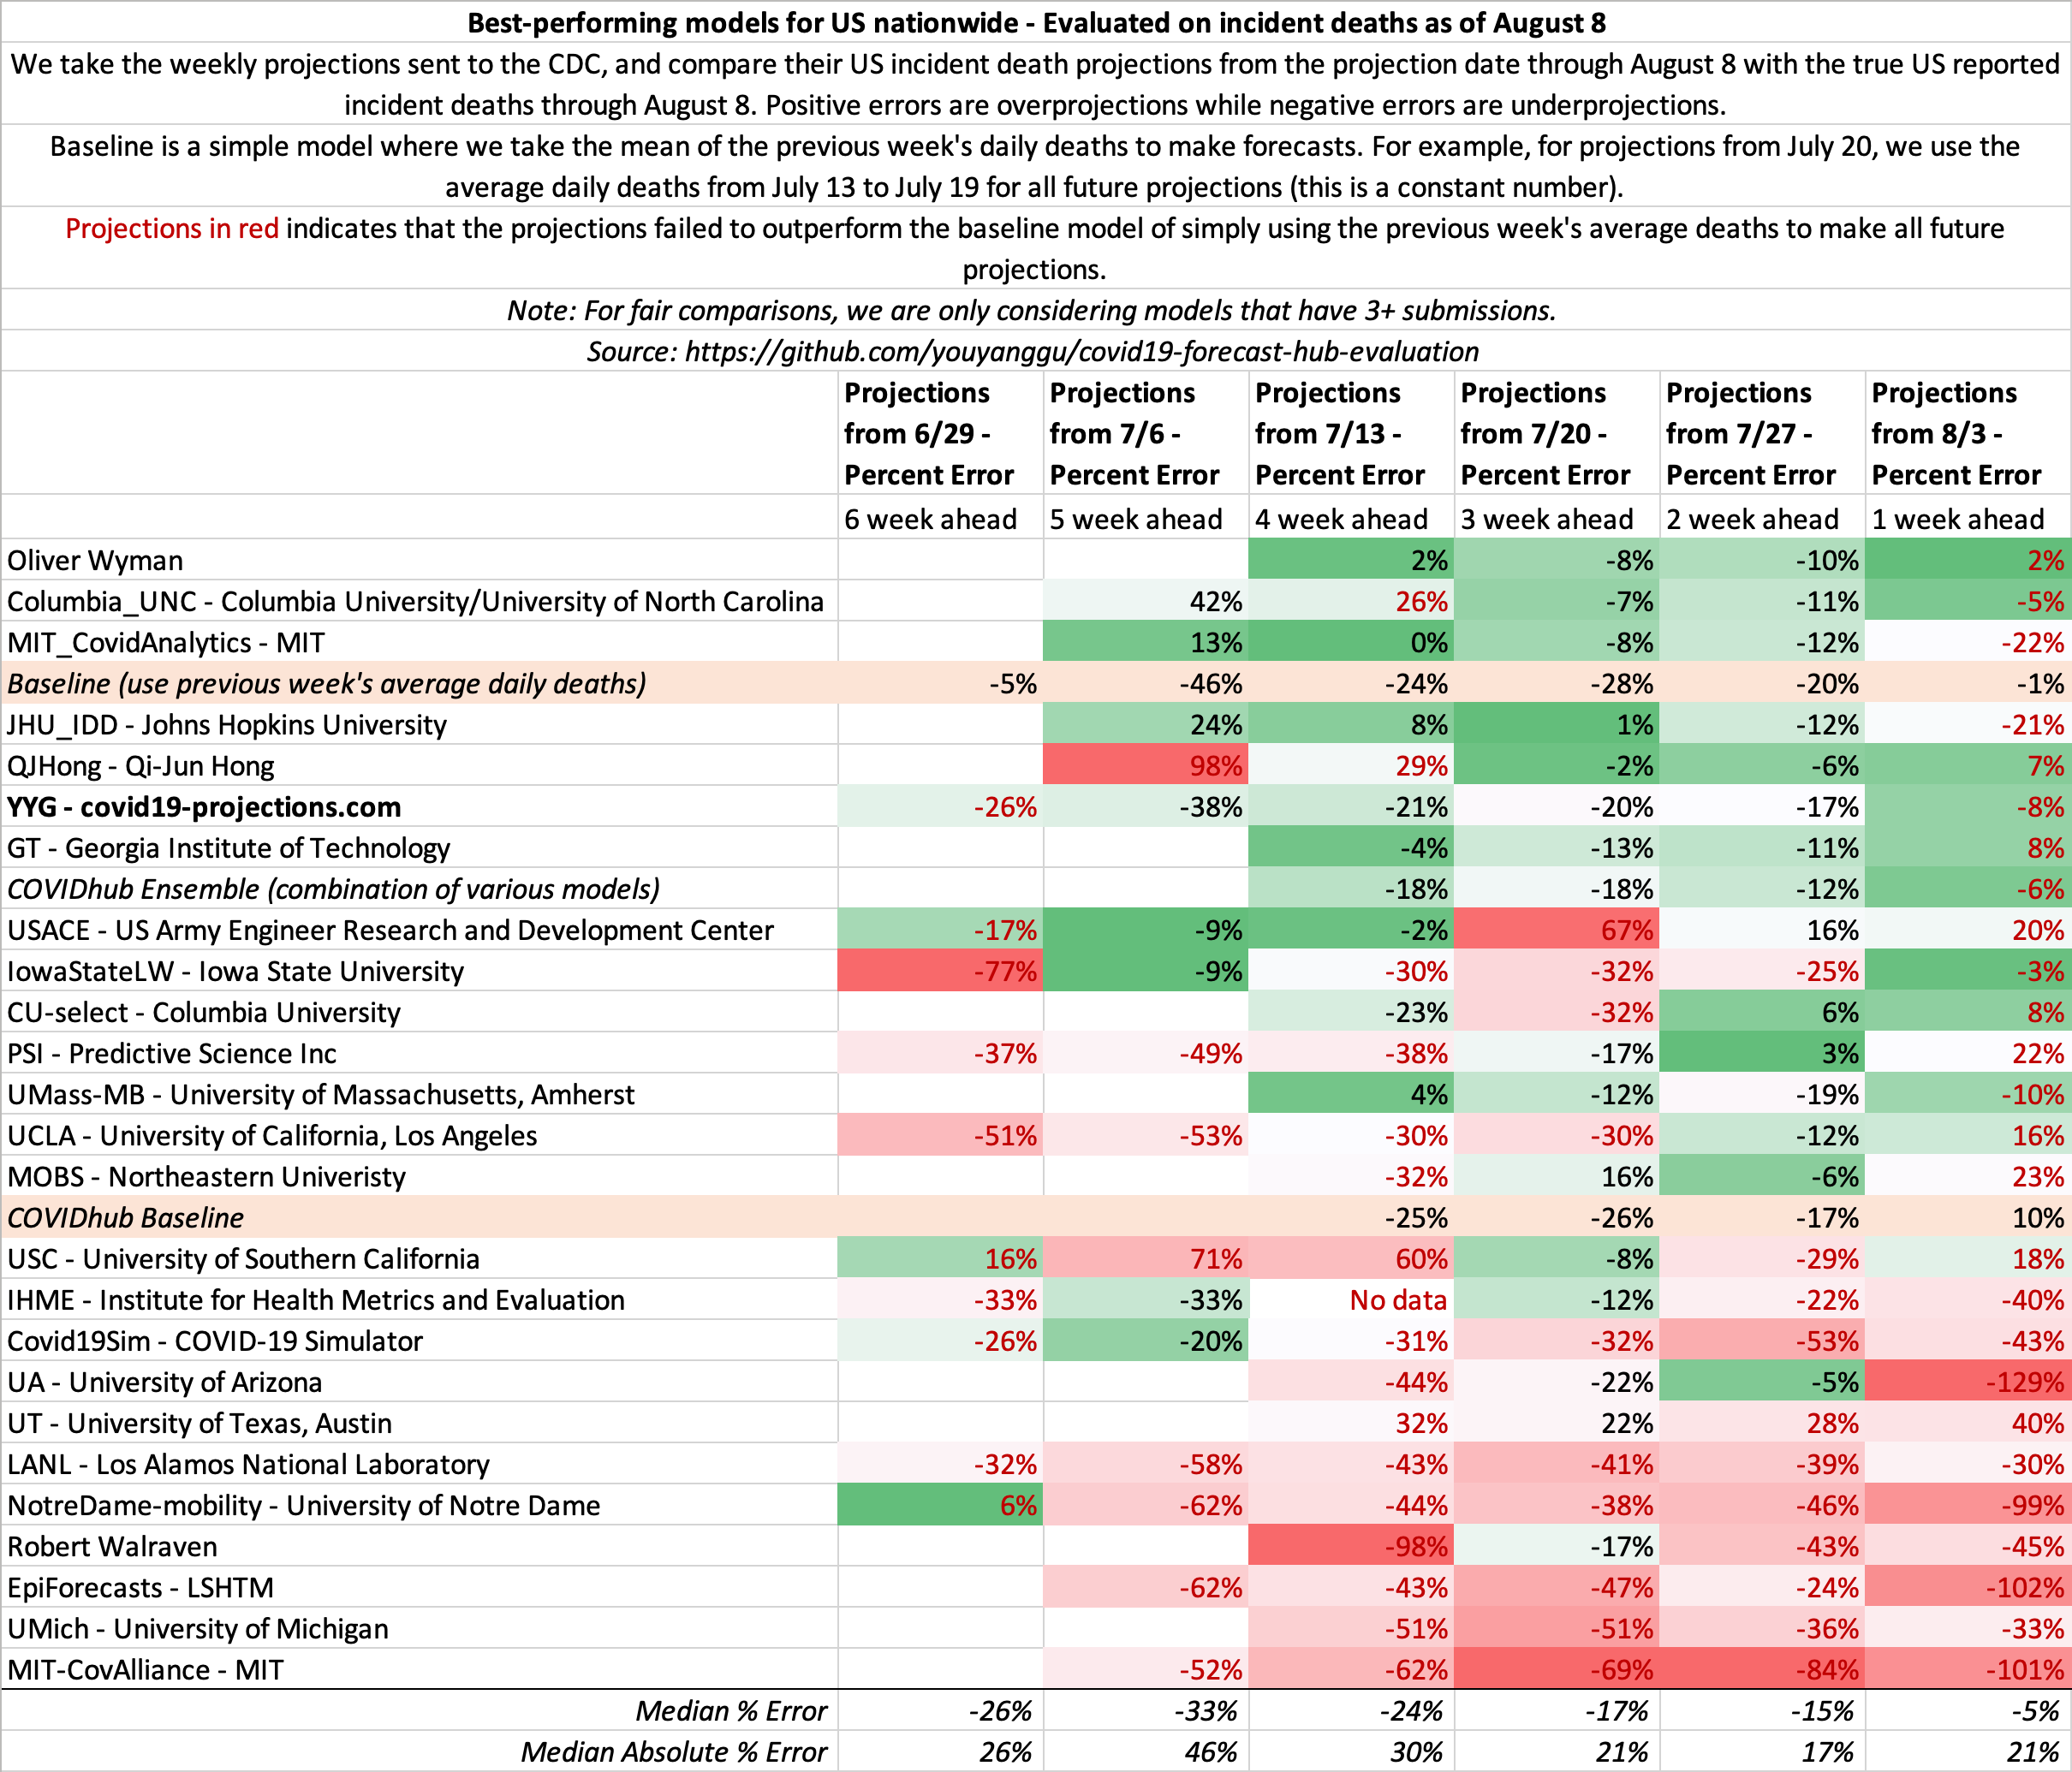 Best-performing models for US nationwide - Evaluated on incident deaths as of August 8
We take the weekly projections sent to the CDC, and compare their US incident death projections from the projection date through August 8 with the true US reported
incident deaths through August 8. Positive errors are overprojections while negative errors are underprojections.
Baseline is a simple model where we take the mean of the previous week's daily deaths to make forecasts. For example, for projections from July 20, we use the
average daily deaths from July 13 to July 19 for all future projections (this is a constant number).
Projections in red indicates that the projections failed to outperform the baseline model of simply using the previous week's average deaths to make all future
projections.
Note: For fair comparisons, we are only considering models that have 3+ submissions.
Source: https://github.com/youyanggu/covid19-forecast-hub-evaluation
Projections Projections Projections Projections Projections Projections
from 6/29 - from 7/6 - from 7/13 - from 7/20 - from 7/27 - from 8/3 -
Percent Error Percent Error Percent Error Percent Error Percent Error Percent Error
6 week ahead 5 week ahead 4 week ahead 3 week ahead 2 week ahead 1 week ahead
Oliver Wyman 2% -8% -10% 2%
Columbia_UNC - Columbia University/University of North Carolina 42% 26% -7% -11% -5%
MIT_CovidAnalytics - MIT 13% 0% -8% -12% -22%
Baseline (use previous week's average daily deaths) -5% -46% -24% -28% -20% -1%
JHU_IDD - Johns Hopkins University 24% 8% 1% -12% -21%
QJHong - Qi-Jun Hong 98% 29% -2% -6% 7%
YYG - covid19-projections.com -26% -38% -21% -20% -17% -8%
GT - Georgia Institute of Technology -4% -13% -11% 8%
COVIDhub Ensemble (combination of various models) -18% -18% -12% -6%
USACE - US Army Engineer Research and Development Center -17% -9% -2% 67% 16% 20%
IowaStateLW - Iowa State University -77% -9% -30% -32% -25% -3%
CU-select - Columbia University -23% -32% 6% 8%
PSI - Predictive Science Inc -37% -49% -38% -17% 3% 22%
UMass-MB - University of Massachusetts, Amherst 4% -12% -19% -10%
UCLA - University of California, Los Angeles -51% -53% -30% -30% -12% 16%
MOBS - Northeastern Univeristy -32% 16% -6% 23%
COVIDhub Baseline -25% -26% -17% 10%
USC - University of Southern California 16% 71% 60% -8% -29% 18%
IHME - Institute for Health Metrics and Evaluation -33% -33% No data -12% -22% -40%
Covid19Sim - COVID-19 Simulator -26% -20% -31% -32% -53% -43%
UA - University of Arizona -44% -22% -5% -129%
UT - University of Texas, Austin 32% 22% 28% 40%
LANL - Los Alamos National Laboratory -32% -58% -43% -41% -39% -30%
NotreDame-mobility - University of Notre Dame 6% -62% -44% -38% -46% -99%
Robert Walraven -98% -17% -43% -45%
EpiForecasts - LSHTM -62% -43% -47% -24% -102%
UMich - University of Michigan -51% -51% -36% -33%
MIT-CovAlliance - MIT -52% -62% -69% -84% -101%
Median % Error -26% -33% -24% -17% -15% -5%
Median Absolute % Error 26% 46% 30% 21% 17% 21%